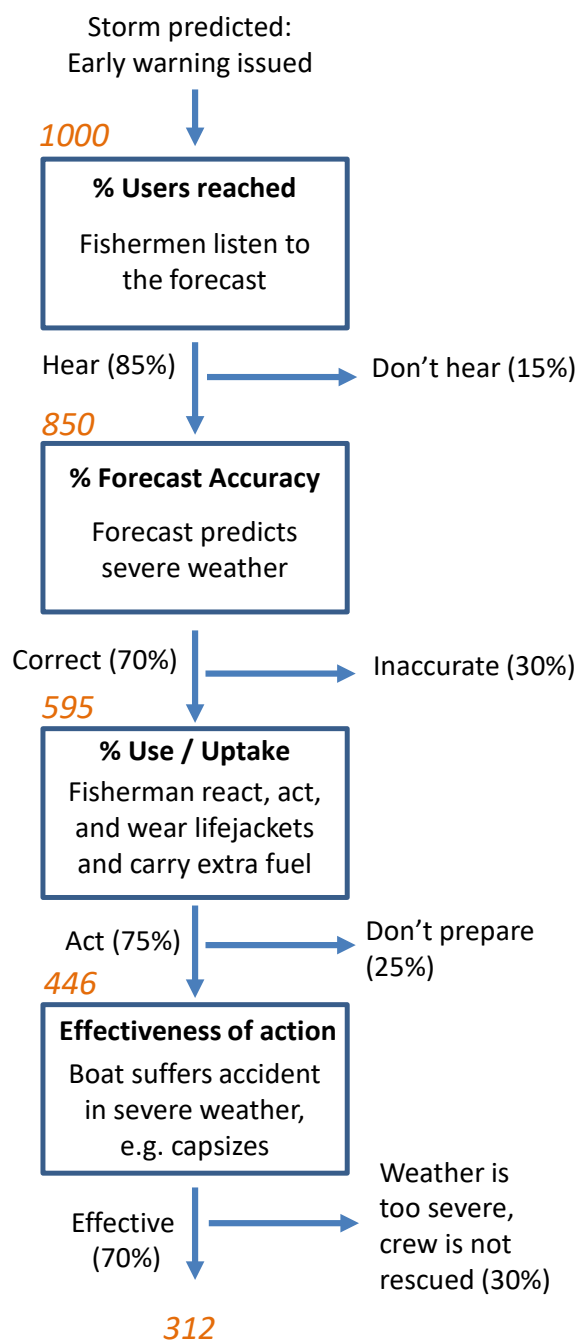 Storm predicted:
Early warning issued
1000
% Users reached
Fishermen listen to
the forecast
Hear (85%)
Don’t hear (15%)
850
% Forecast Accuracy
Forecast predicts
severe weather
Correct (70%)
Inaccurate (30%)
595
% Use / Uptake
Fisherman react, act,
and wear lifejackets
and carry extra fuel
Act (75%)
Don’t prepare
(25%)
446
Effectiveness of action
Boat suffers accident
in severe weather,
e.g. capsizes
Effective
(70%)
Weather is
too severe,
crew is not
rescued (30%)
312